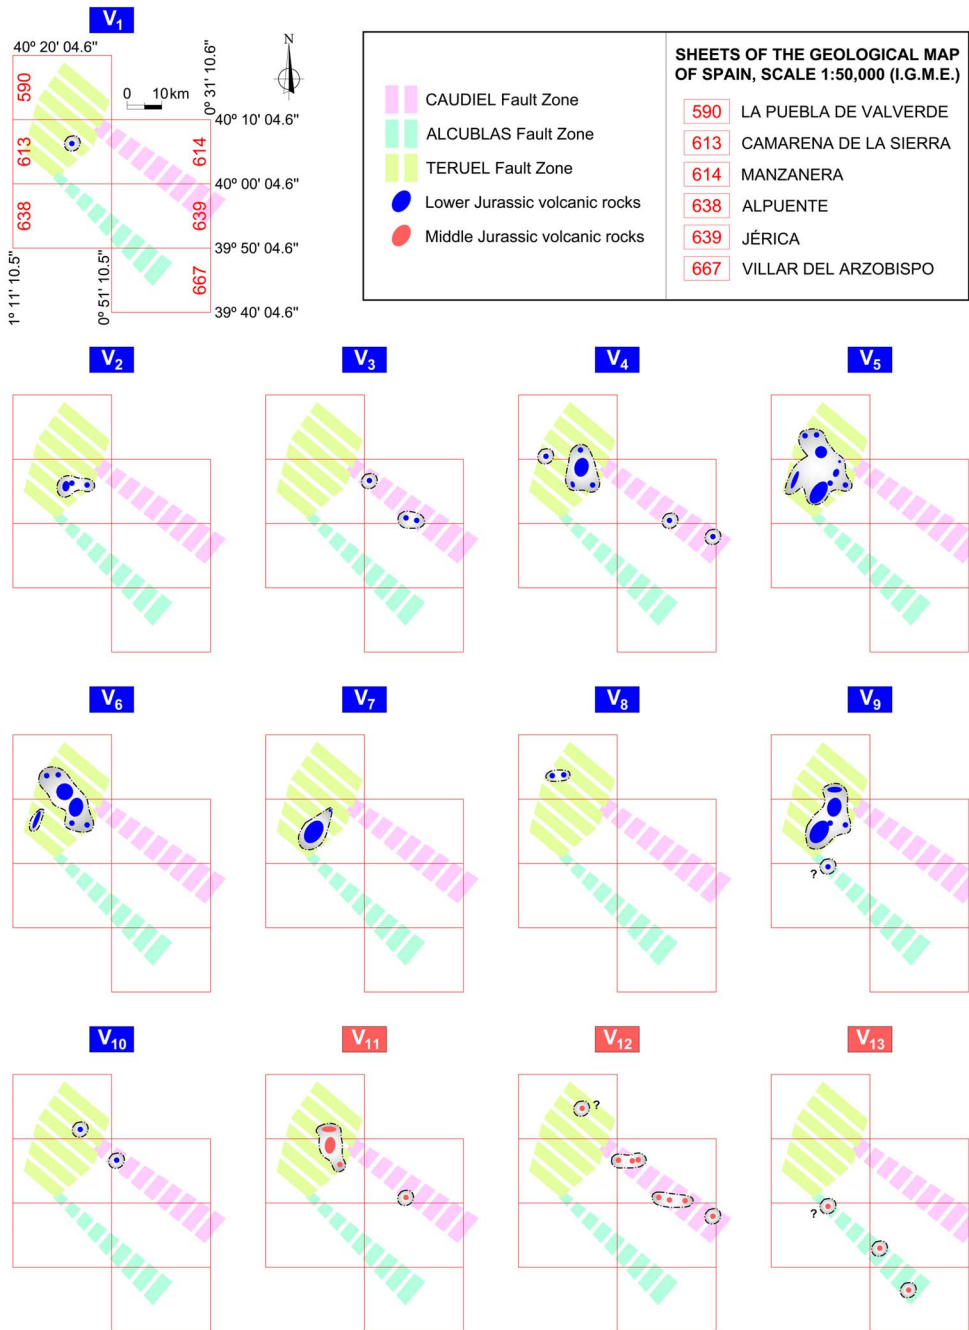 V1
40º 20' 04.6"
590
0 10 km
0º 31' 10.6"
N
40º 10' 04.6"
613
614
40º 00' 04.6"
638
639
39º 50' 04.6"
667
1º 11' 10.5"
0º 51' 10.5"
39º 40' 04.6"
CAUDIEL Fault Zone
ALCUBLAS Fault Zone
TERUEL Fault Zone
Lower Jurassic volcanic rocks
Middle Jurassic volcanic rocks
SHEETS OF THE GEOLOGICAL MAP
OF SPAIN, SCALE 1:50,000 (I.G.M.E.)
590 LA PUEBLA DE VALVERDE
613 CAMARENA DE LA SIERRA
614 MANZANERA
638 ALPUENTE
639 JÉRICA
667 VILLAR DEL ARZOBISPO
V2
V3
V4
V5
V6
V7
V8
V9
?
V10
V11
V12
?
V13
?